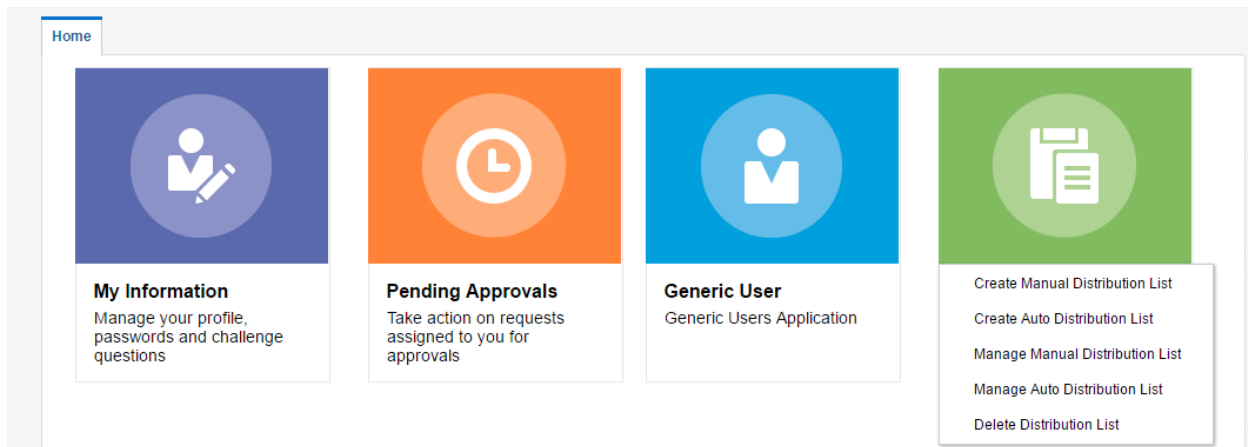 Home
My Information
Manage your profile,
passwords and challenge
questions
Pending Approvals
Take action on requests
assigned to you for
approvals
Generic User
Generic Users Application
Create Manual Distribution List
Create Auto Distribution List
Manage Manual Distribution List
Manage Auto Distribution List
Delete Distribution List